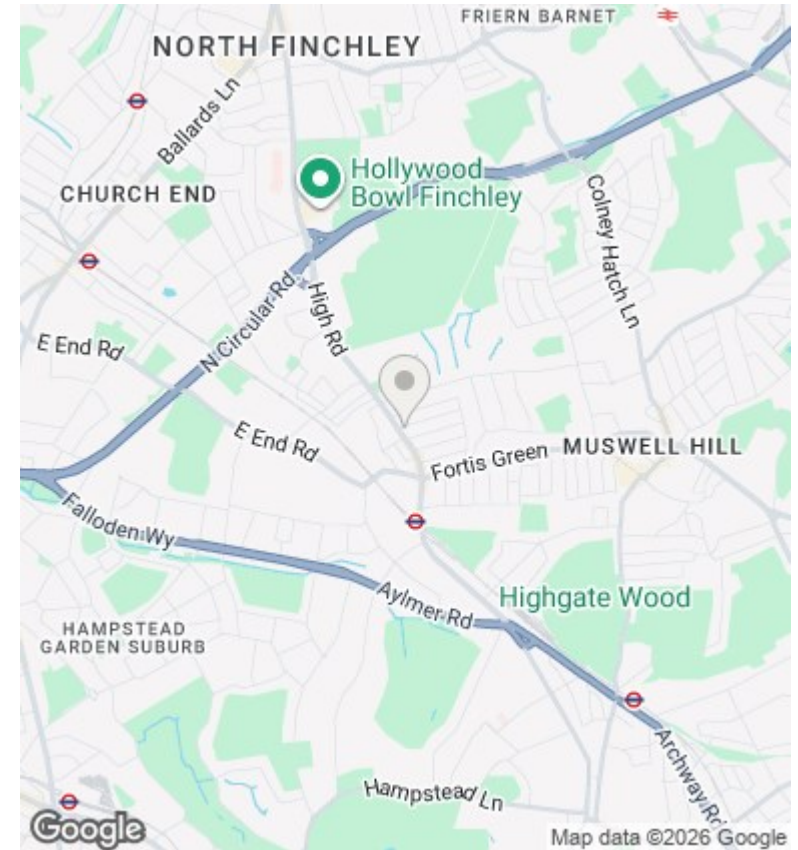 FRIERN BARNET
NORTH FINCHLEY
Ballards Ln
Hollywood
Bowl Finchley
CHURCH END
Colney Hatch Ln
N Circular Rd
High Rd
E End Rd
E End Rd
Fortis Green
MUSWELL HILL
Falloden Wy
Aylmer Rd
Highgate Wood
HAMPSTEAD
GARDEN SUBURB
Archway Rd
Hampstead Ln
Google
Map data ©2026 Google